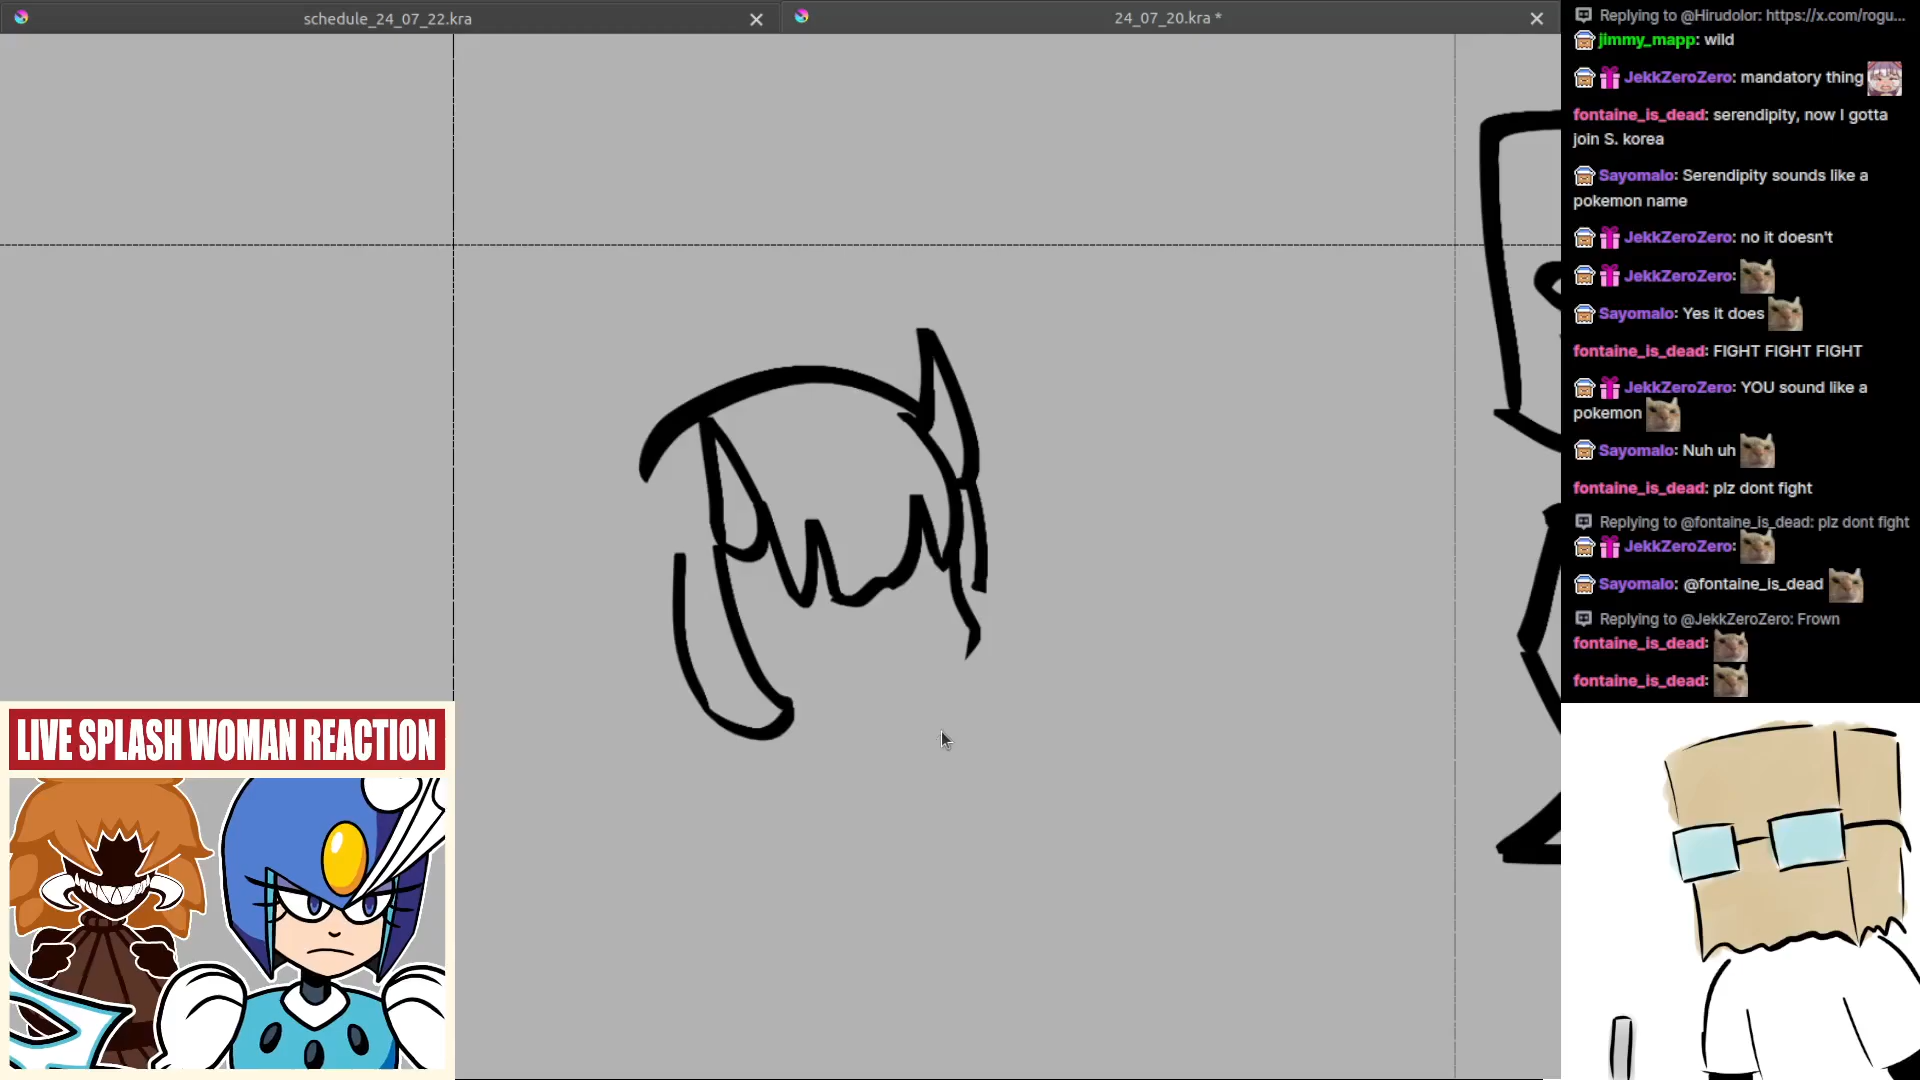 schedule_24_07_22.kra
24_07_20.kra *
Replying to @Hirudolor: https://x.com/rogu...
jimmy_mapp: wild
JekkZeroZero: mandatory thing
fontaine_is_dead: serendipity, now I gotta
join S. korea
Sayomalo: Serendipity sounds like a
pokemon name
JekkZeroZero: no it doesn't
JekkZeroZero:
Sayomalo: Yes it does
fontaine_is_dead: FIGHT FIGHT FIGHT
JekkZeroZero: YOU sound like a
pokemon
Sayomalo: Nuh uh
fontaine_is_dead: plz dont fight
Replying to @fontaine_is_dead: plz dont fight
JekkZeroZero:
Sayomalo: @fontaine_is_dead
Replying to @JekkZeroZero: Frown
fontaine_is_dead:
fontaine_is_dead:
LIVE SPLASH WOMAN REACTION